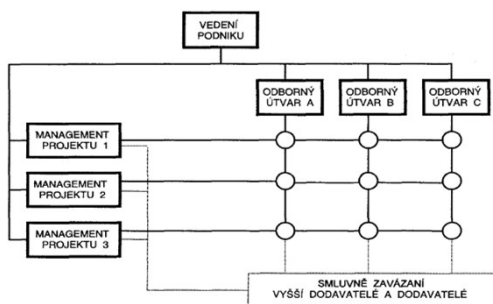 VEDENÍ
PODNIKU
ODBORNÝ
ÚTVAR A
ODBORNÝ
ÚTVAR B
ODBORNÝ
ÚTVAR C
MANAGEMENT
PROJEKTU 1
MANAGEMENT
PROJEKTU 2
MANAGEMENT
PROJEKTU 3
SMLUVNĚ ZAVÁZANÍ
VYŠŠÍ DODAVATELÉ A DODAVATELÉ